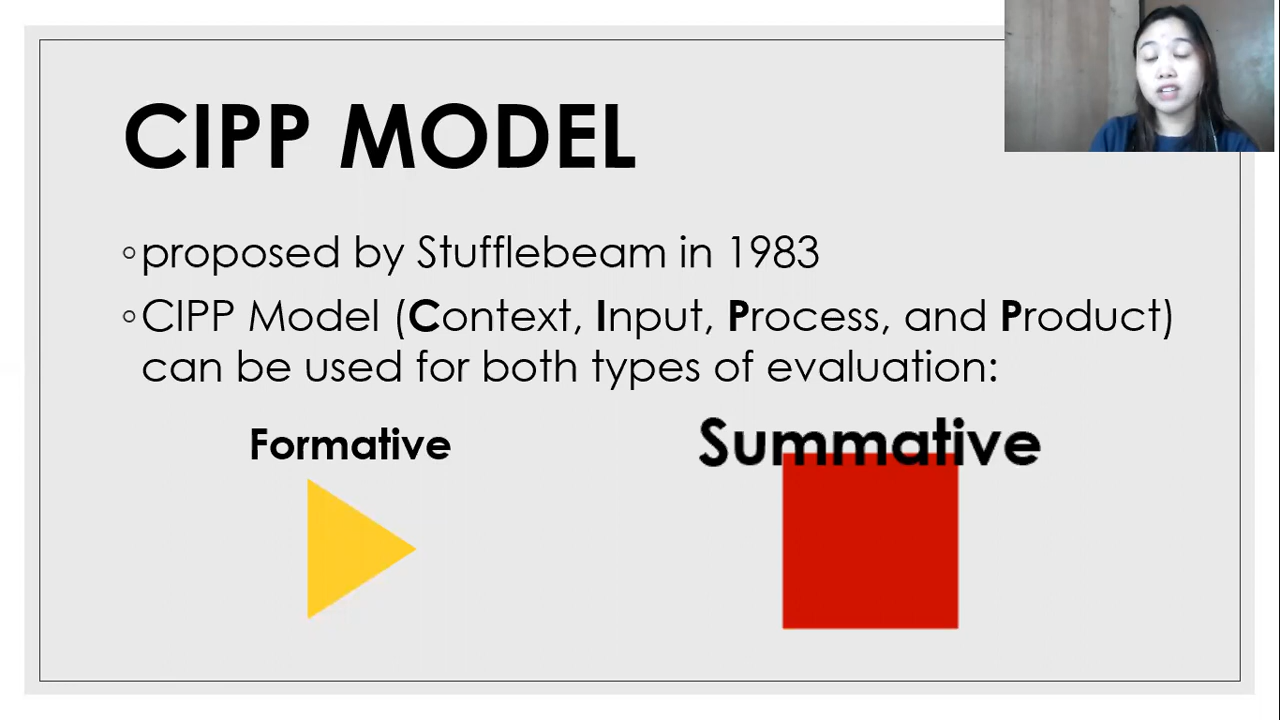 CIPP MODEL
◦proposed by Stufflebeam in 1983
◦CIPP Model (Context, Input, Process, and Product)
can be used for both types of evaluation:
Formative
Summative